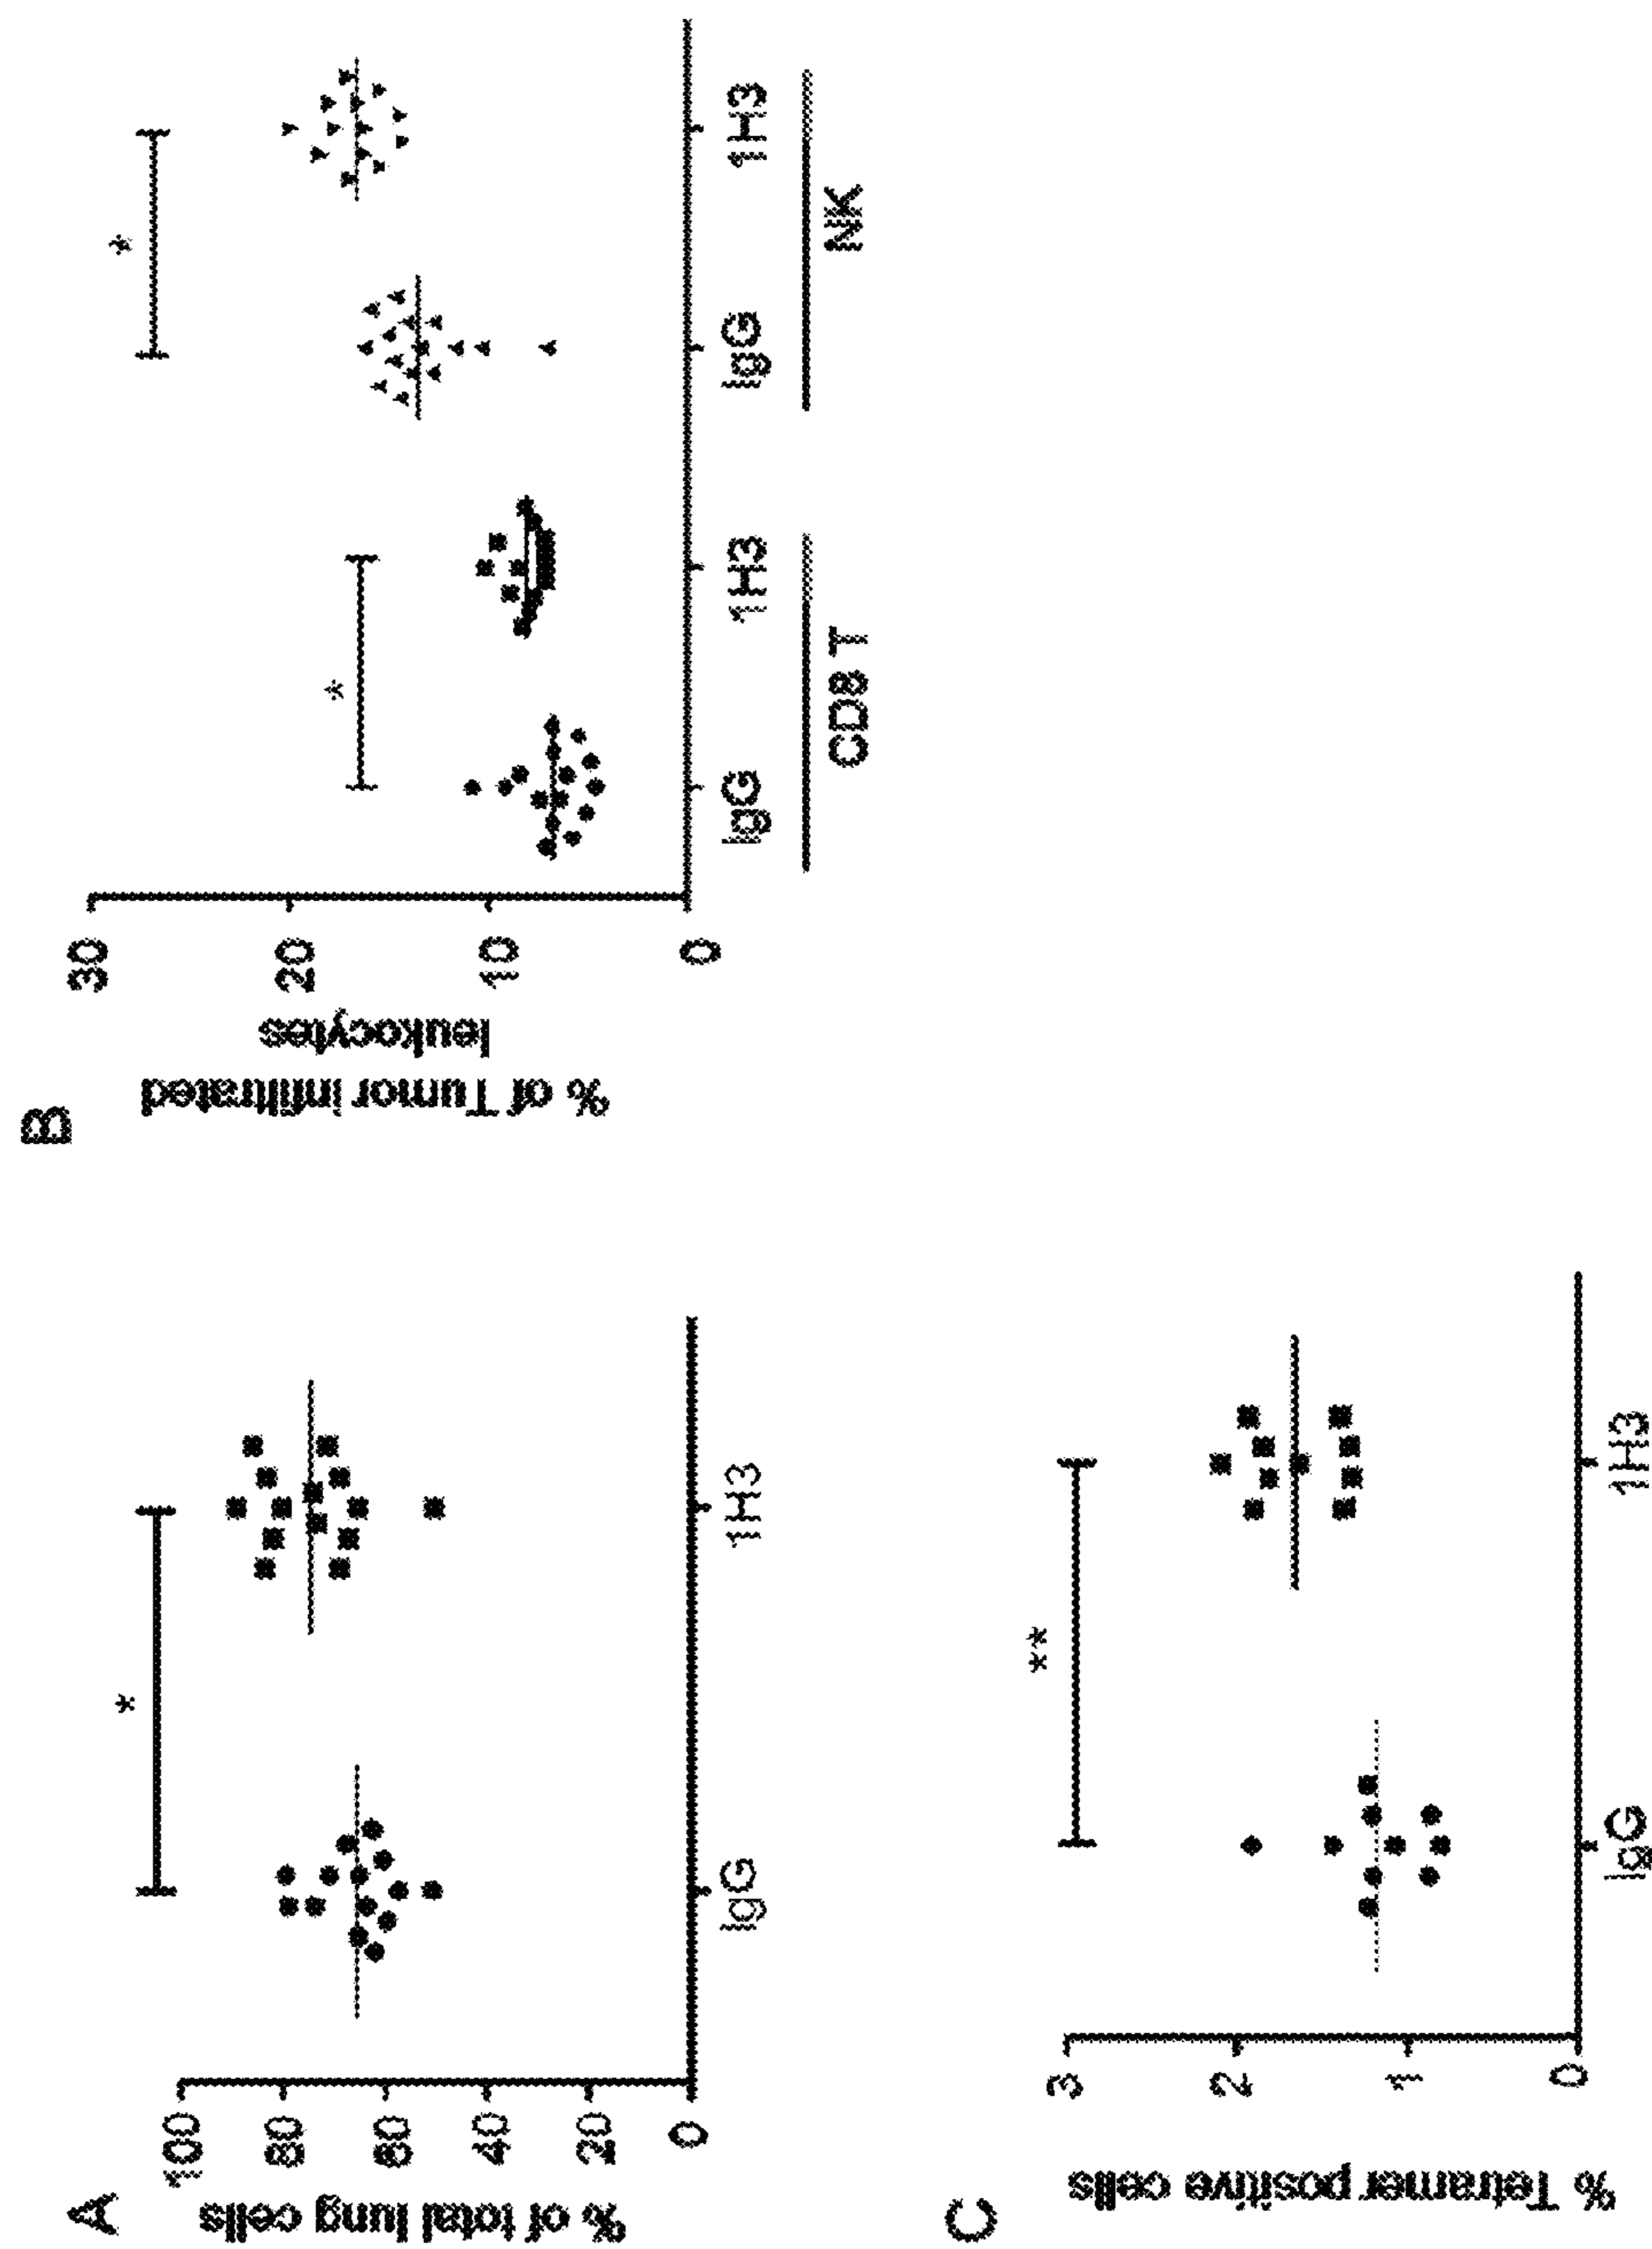 A
% of total lung cells
100
80
60
40
20
0
*
IgG
1H3
B
% of Tumor infiltrated
leukocytes
30
20
10
0
*
*
IgG
1H3
IgG
1H3
CD8 T
NK
C
% Tetramer positive cells
3
2
1
0
**
IgG
1H3